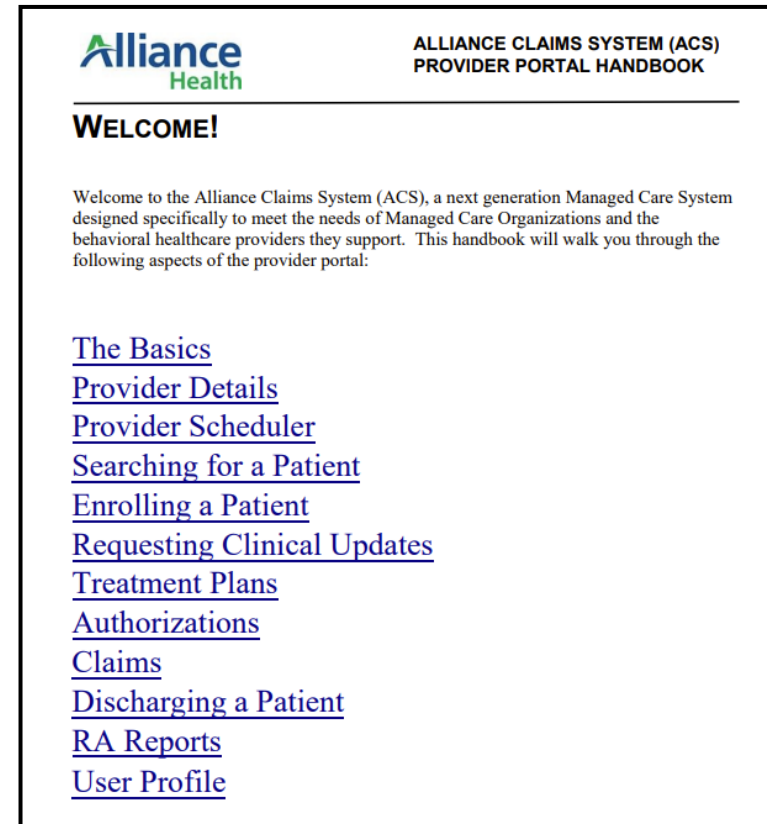 Alliance
Health
ALLIANCE CLAIMS SYSTEM (ACS)
PROVIDER PORTAL HANDBOOK
WELCOME!
Welcome to the Alliance Claims System (ACS), a next generation Managed Care System
designed specifically to meet the needs of Managed Care Organizations and the
behavioral healthcare providers they support.  This handbook will walk you through the
following aspects of the provider portal:
The Basics
Provider Details
Provider Scheduler
Searching for a Patient
Enrolling a Patient
Requesting Clinical Updates
Treatment Plans
Authorizations
Claims
Discharging a Patient
RA Reports
User Profile